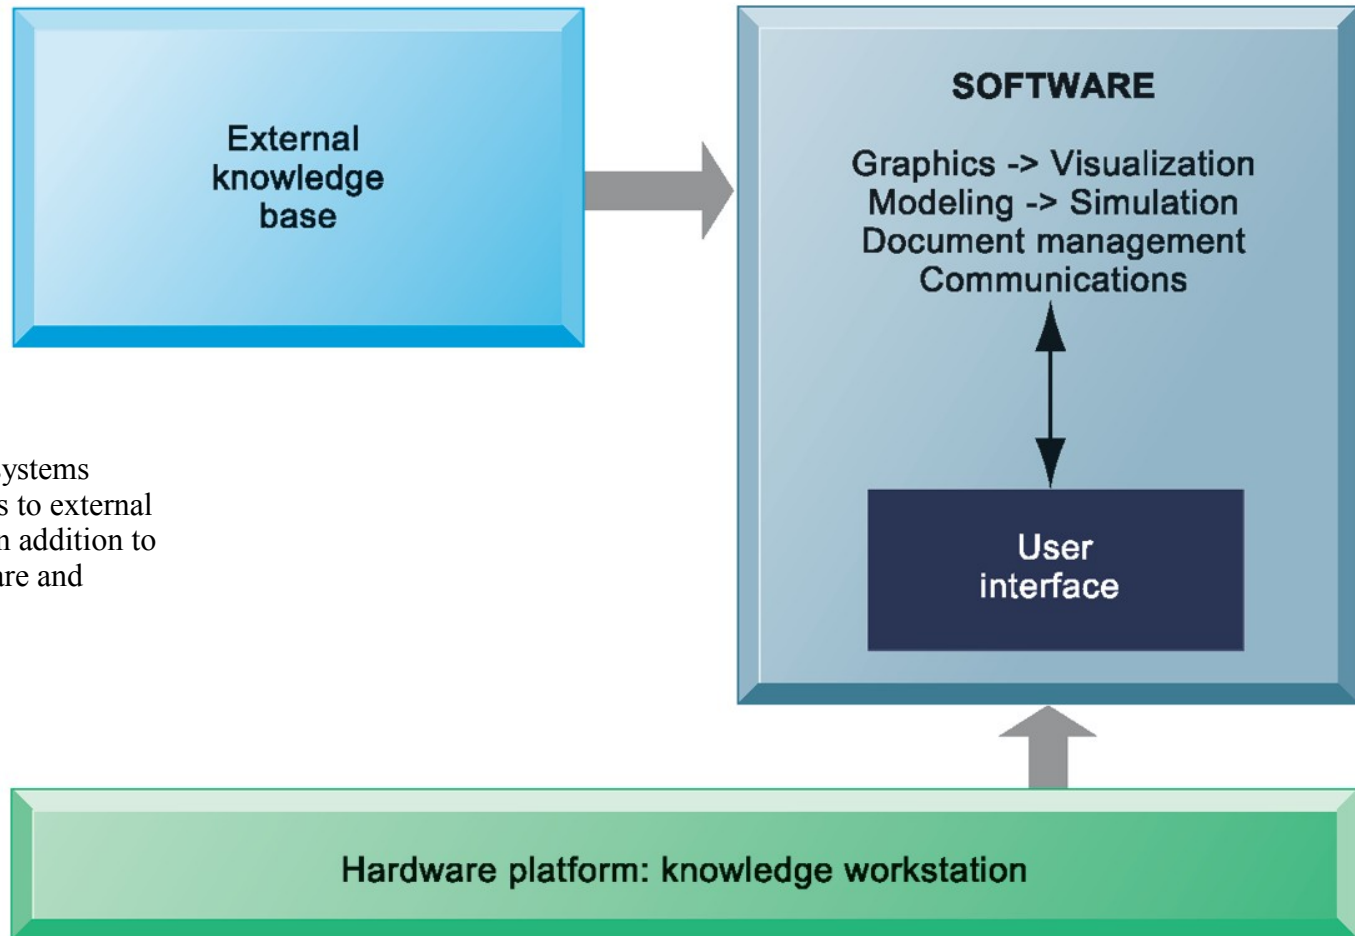 External
knowledge
base
SOFTWARE
Graphics -> Visualization
Modeling -> Simulation
Document management
Communications
User
interface
systems
s to external
n addition to
are and
Hardware platform: knowledge workstation